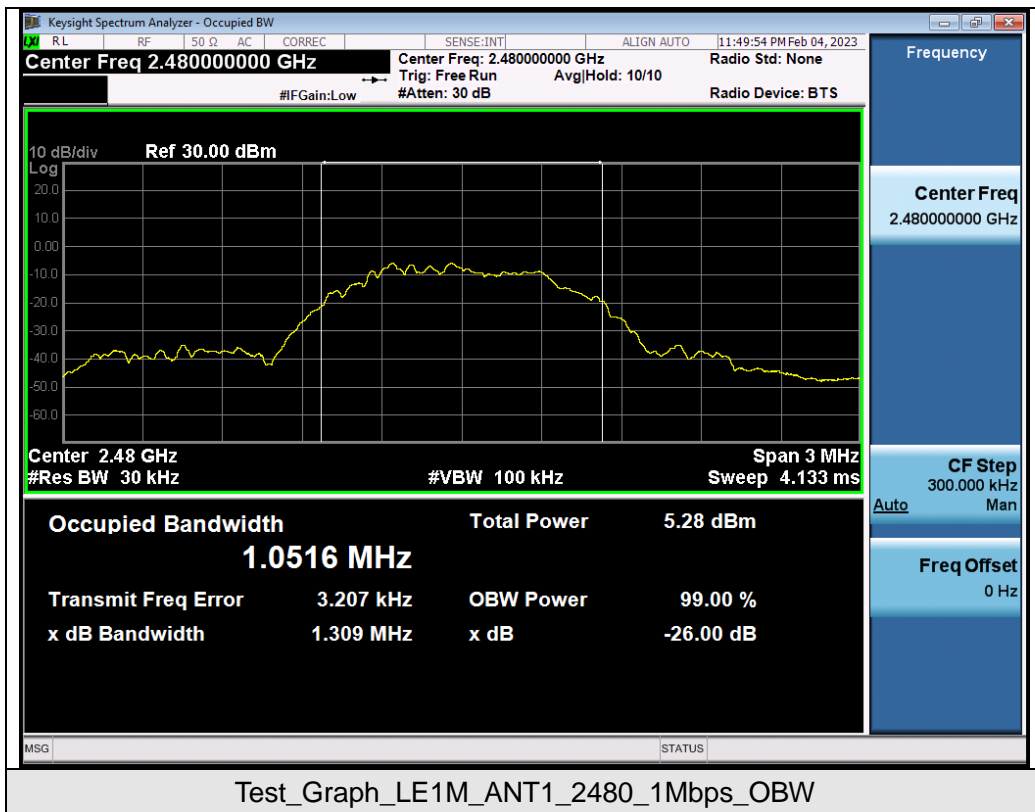 Keysight Spectrum Analyzer - Occupied BW
LXI RL RF 50 Ω AC CORREC SENSE:INT ALIGN AUTO 11:49:54 PM Feb 04, 2023
Center Freq 2.480000000 GHz
Center Freq: 2.480000000 GHz Radio Std: None
Trig: Free Run Avg|Hold: 10/10
#IFGain:Low #Atten: 30 dB Radio Device: BTS
10 dB/div Ref 30.00 dBm
Log
20.0
10.0
0.00
-10.0
-20.0
-30.0
-40.0
-50.0
-60.0
Center 2.48 GHz Span 3 MHz
#Res BW 30 kHz #VBW 100 kHz Sweep 4.133 ms
Occupied Bandwidth Total Power 5.28 dBm
1.0516 MHz
Transmit Freq Error 3.207 kHz OBW Power 99.00 %
x dB Bandwidth 1.309 MHz x dB -26.00 dB
MSG STATUS
Frequency
Center Freq
2.480000000 GHz
CF Step
300.000 kHz
Auto Man
Freq Offset
0 Hz
Test_Graph_LE1M_ANT1_2480_1Mbps_OBW